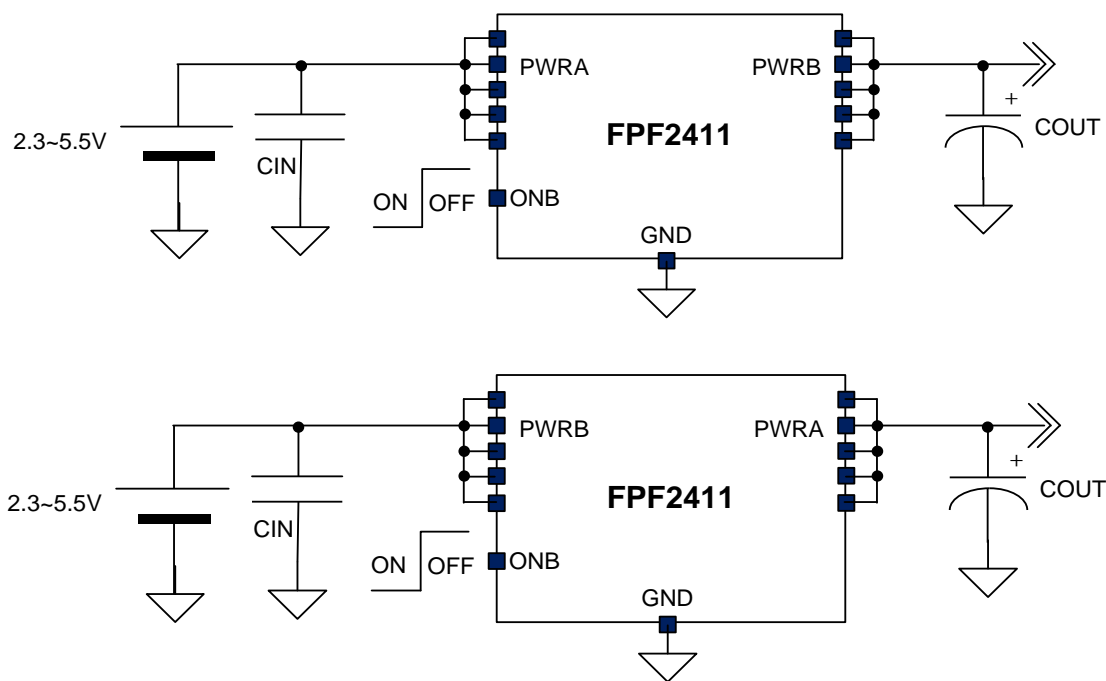 PWRA
PWRB
FPF2411
2.3~5.5V
CIN
+
COUT
ON
OFF
ONB
GND
PWRB
PWRA
FPF2411
2.3~5.5V
CIN
+
COUT
ON
OFF
ONB
GND